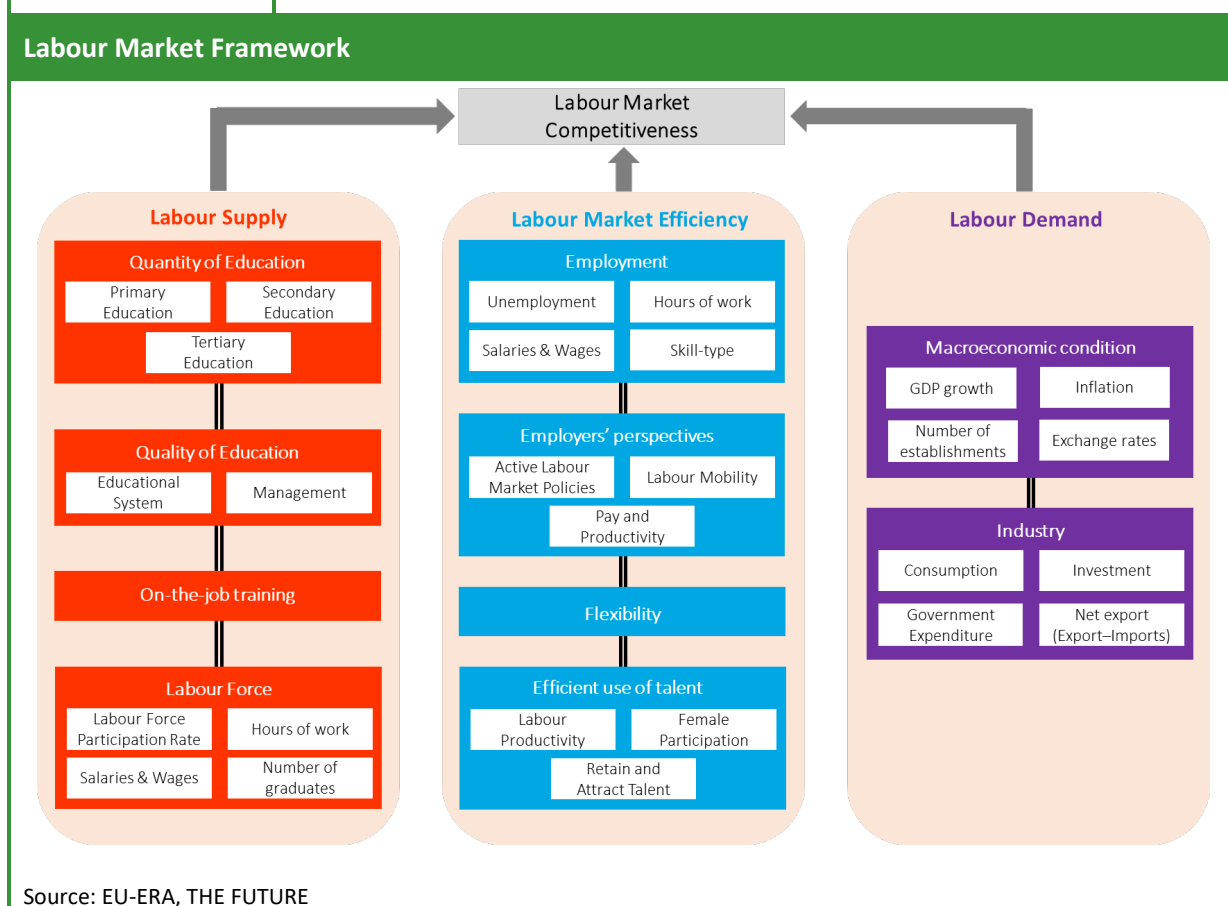 Labour Market Framework
Labour Market
Competitiveness
Labour Supply
Quantity of Education
Primary
Education
Secondary
Education
Tertiary
Education
Quality of Education
Educational
System
Management
On-the-job training
Labour Force
Labour Force
Participation Rate
Hours of work
Salaries & Wages
Number of
graduates
Labour Market Efficiency
Employment
Unemployment
Hours of work
Salaries & Wages
Skill-type
Employers’ perspectives
Active Labour
Market Policies
Labour Mobility
Pay and
Productivity
Flexibility
Efficient use of talent
Labour
Productivity
Female
Participation
Retain and
Attract Talent
Labour Demand
Macroeconomic condition
GDP growth
Inflation
Number of
establishments
Exchange rates
Industry
Consumption
Investment
Government
Expenditure
Net export
(Export–Imports)
Source: EU-ERA, THE FUTURE